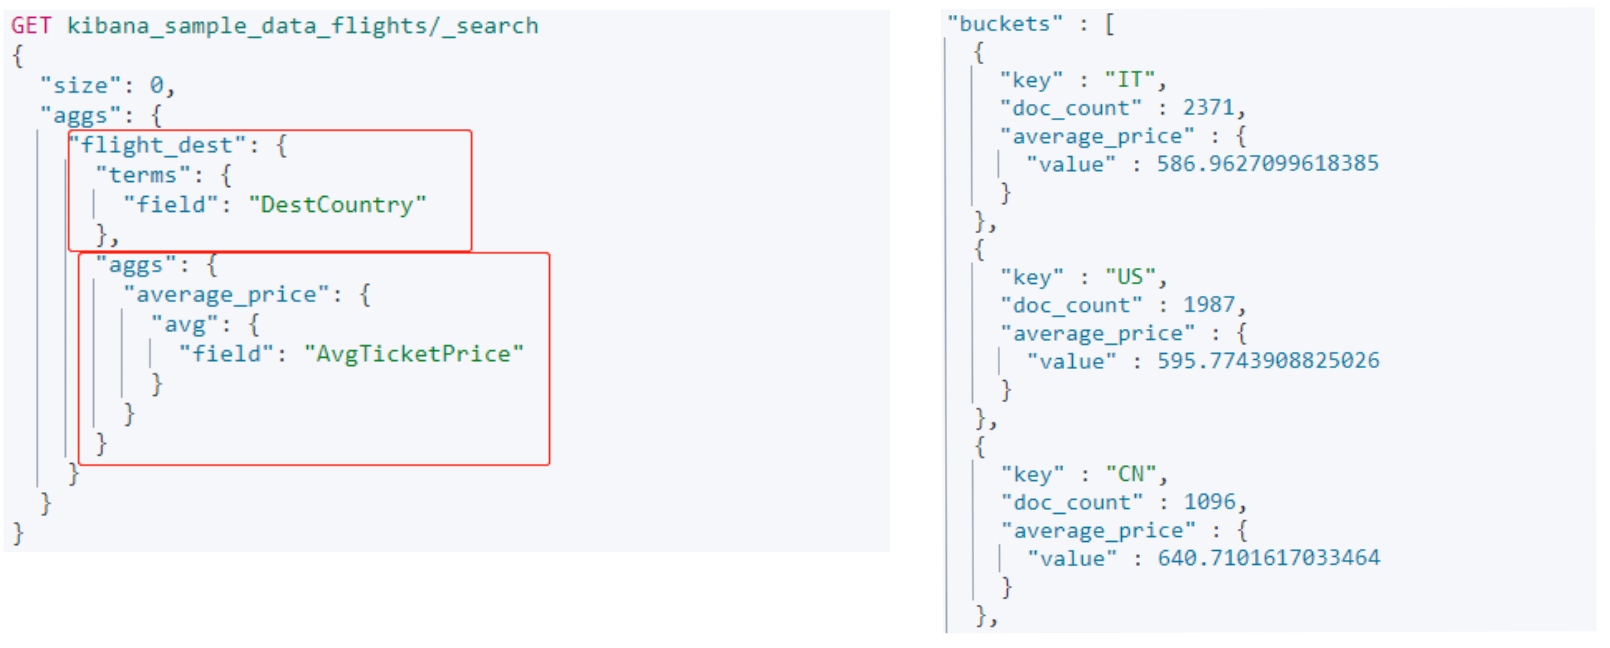 GET kibana_sample_data_flights/_search
{
  "size": 0,
  "aggs": {
    "flight_dest": {
      "terms": {
        "field": "DestCountry"
      },
      "aggs": {
        "average_price": {
          "avg": {
            "field": "AvgTicketPrice"
          }
        }
      }
    }
  }
}
"buckets" : [
  {
    "key" : "IT",
    "doc_count" : 2371,
    "average_price" : {
      "value" : 586.9627099618385
    }
  },
  {
    "key" : "US",
    "doc_count" : 1987,
    "average_price" : {
      "value" : 595.7743908825026
    }
  },
  {
    "key" : "CN",
    "doc_count" : 1096,
    "average_price" : {
      "value" : 640.7101617033464
    }
  },